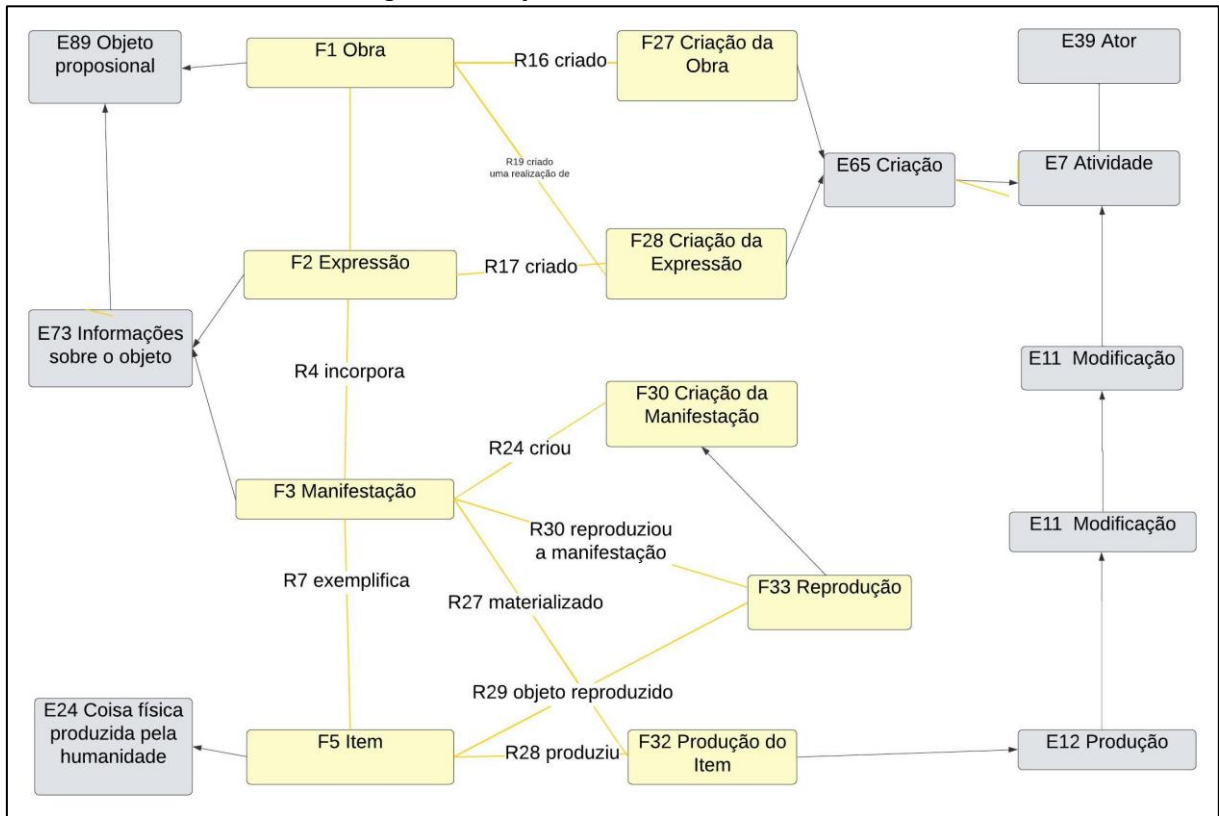 E89 Objeto
proposional
F1 Obra
R16 criado
F27 Criação da
Obra
E39 Ator
R19 criado
uma realização de
E65 Criação
E7 Atividade
F2 Expressão
R17 criado
F28 Criação da
Expressão
E73 Informações
sobre o objeto
R4 incorpora
E11 Modificação
F30 Criação da
Manifestação
R24 criou
F3 Manifestação
R30 reproduziou
a manifestação
E11 Modificação
R7 exemplifica
R27 materializado
F33 Reprodução
R29 objeto reproduzido
E24 Coisa física
produzida pela
humanidade
F5 Item
R28 produziu
F32 Produção do
Item
E12 Produção